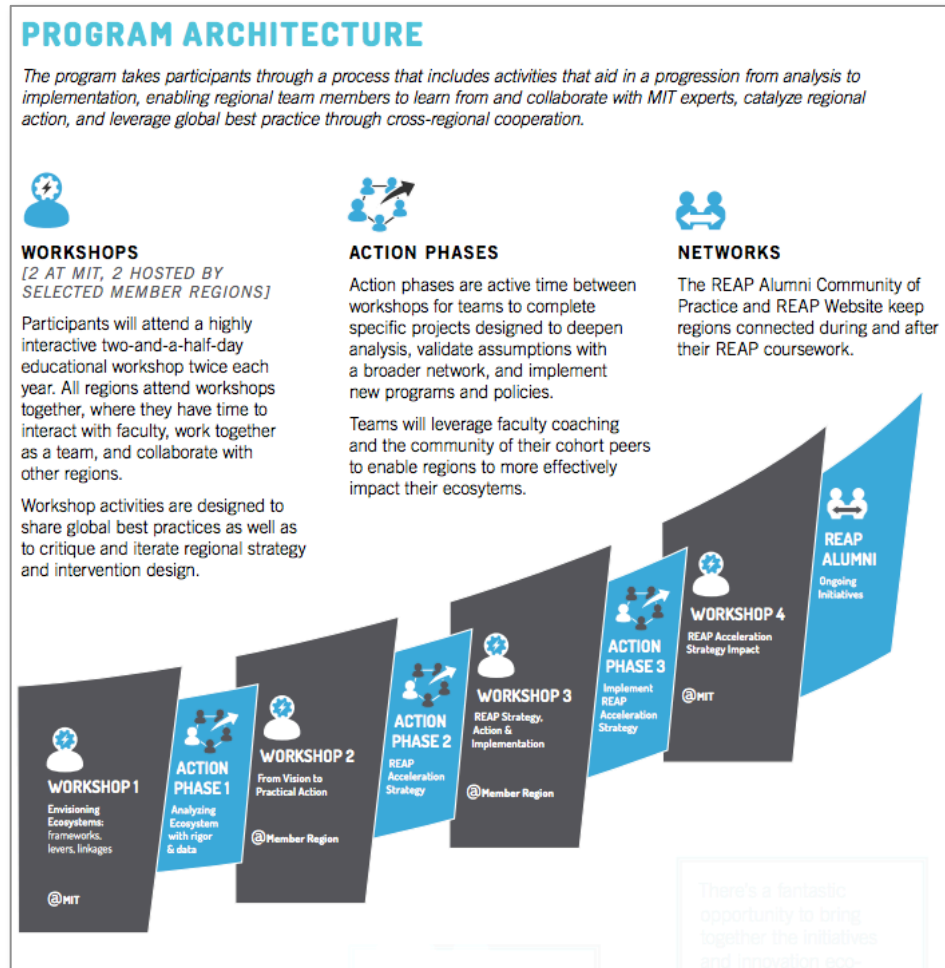 PROGRAM ARCHITECTURE
The program takes participants through a process that includes activities that aid in a progression from analysis to
implementation, enabling regional team members to learn from and collaborate with MIT experts, catalyze regional
action, and leverage global best practice through cross-regional cooperation.
WORKSHOPS
[2 AT MIT, 2 HOSTED BY
SELECTED MEMBER REGIONS]
Participants will attend a highly
interactive two-and-a-half-day
educational workshop twice each
year. All regions attend workshops
together, where they have time to
interact with faculty, work together
as a team, and collaborate with
other regions.
Workshop activities are designed to
share global best practices as well as
to critique and iterate regional strategy
and intervention design.
ACTION PHASES
Action phases are active time between
workshops for teams to complete
specific projects designed to deepen
analysis, validate assumptions with
a broader network, and implement
new programs and policies.
Teams will leverage faculty coaching
and the community of their cohort peers
to enable regions to more effectively
impact their ecosytems.
NETWORKS
The REAP Alumni Community of
Practice and REAP Website keep
regions connected during and after
their REAP coursework.
WORKSHOP 1
Envisioning
Ecosystems:
frameworks,
levers, linkages
@MIT
ACTION
PHASE 1
Analyzing
Ecosystem
with rigor
& data
WORKSHOP 2
From Vision to
Practical Action
@Member Region
ACTION
PHASE 2
REAP
Acceleration
Strategy
WORKSHOP 3
REAP Strategy,
Action &
Implementation
@Member Region
ACTION
PHASE 3
Implement
REAP
Acceleration
Strategy
WORKSHOP 4
REAP Acceleration
Strategy Impact
@MIT
REAP
ALUMNI
Ongoing
Initiatives
There's a fantastic
opportunity to bring
together the initiatives
and innovation eco-